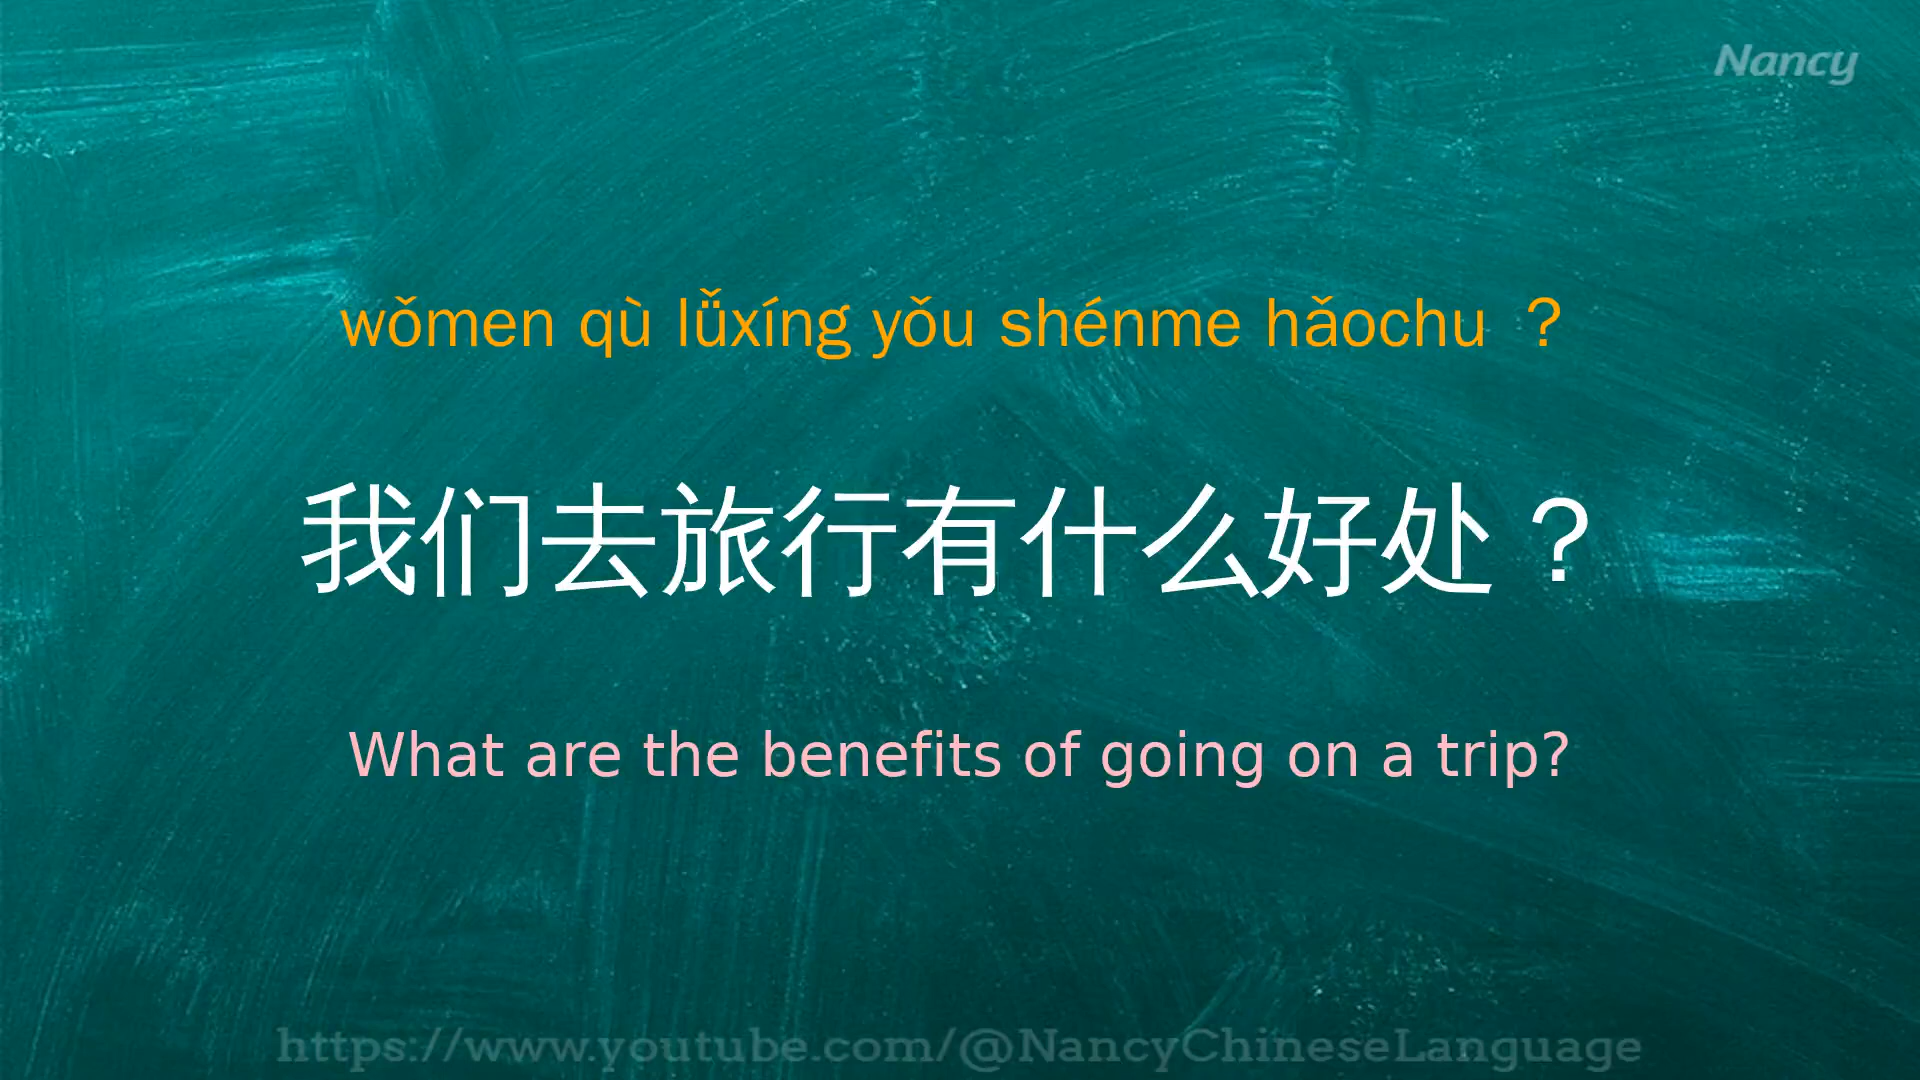 Nancy
wǒmen qù lǚxíng yǒu shénme hǎochu ？
我们去旅行有什么好处？
What are the benefits of going on a trip?
https://www.youtube.com/@NancyChineseLanguage